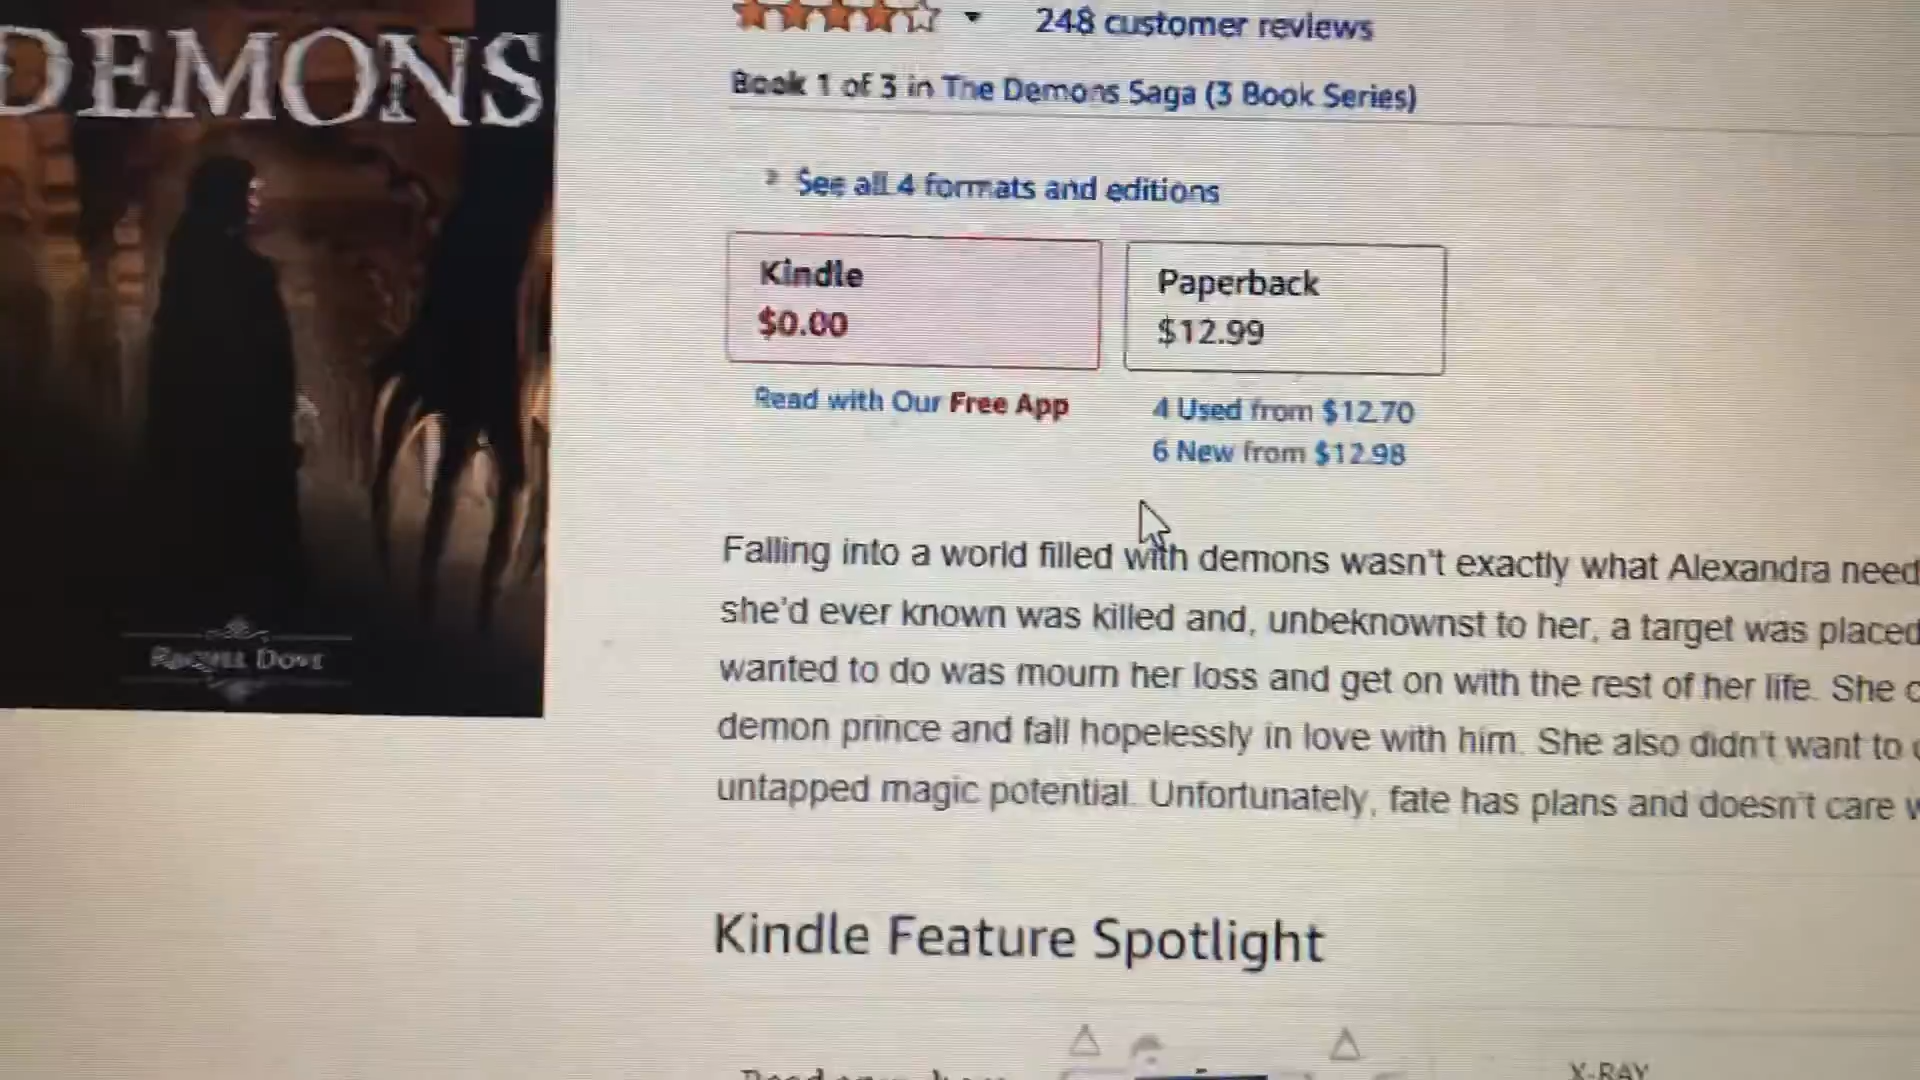 DEMONS
248 customer reviews
Book 1 of 3 in The Demons Saga (3 Book Series)
See all 4 formats and editions
Kindle
$0.00
Paperback
$12.99
Read with Our Free App
4 Used from $12.70
6 New from $12.98
Falling into a world filled with demons wasn't exactly what Alexandra need
she'd ever known was killed and, unbeknownst to her, a target was placed
wanted to do was mourn her loss and get on with the rest of her life. She
demon prince and fall hopelessly in love with him. She also didn't want to
untapped magic potential. Unfortunately, fate has plans and doesn't care
Dove
Kindle Feature Spotlight
X-RAY